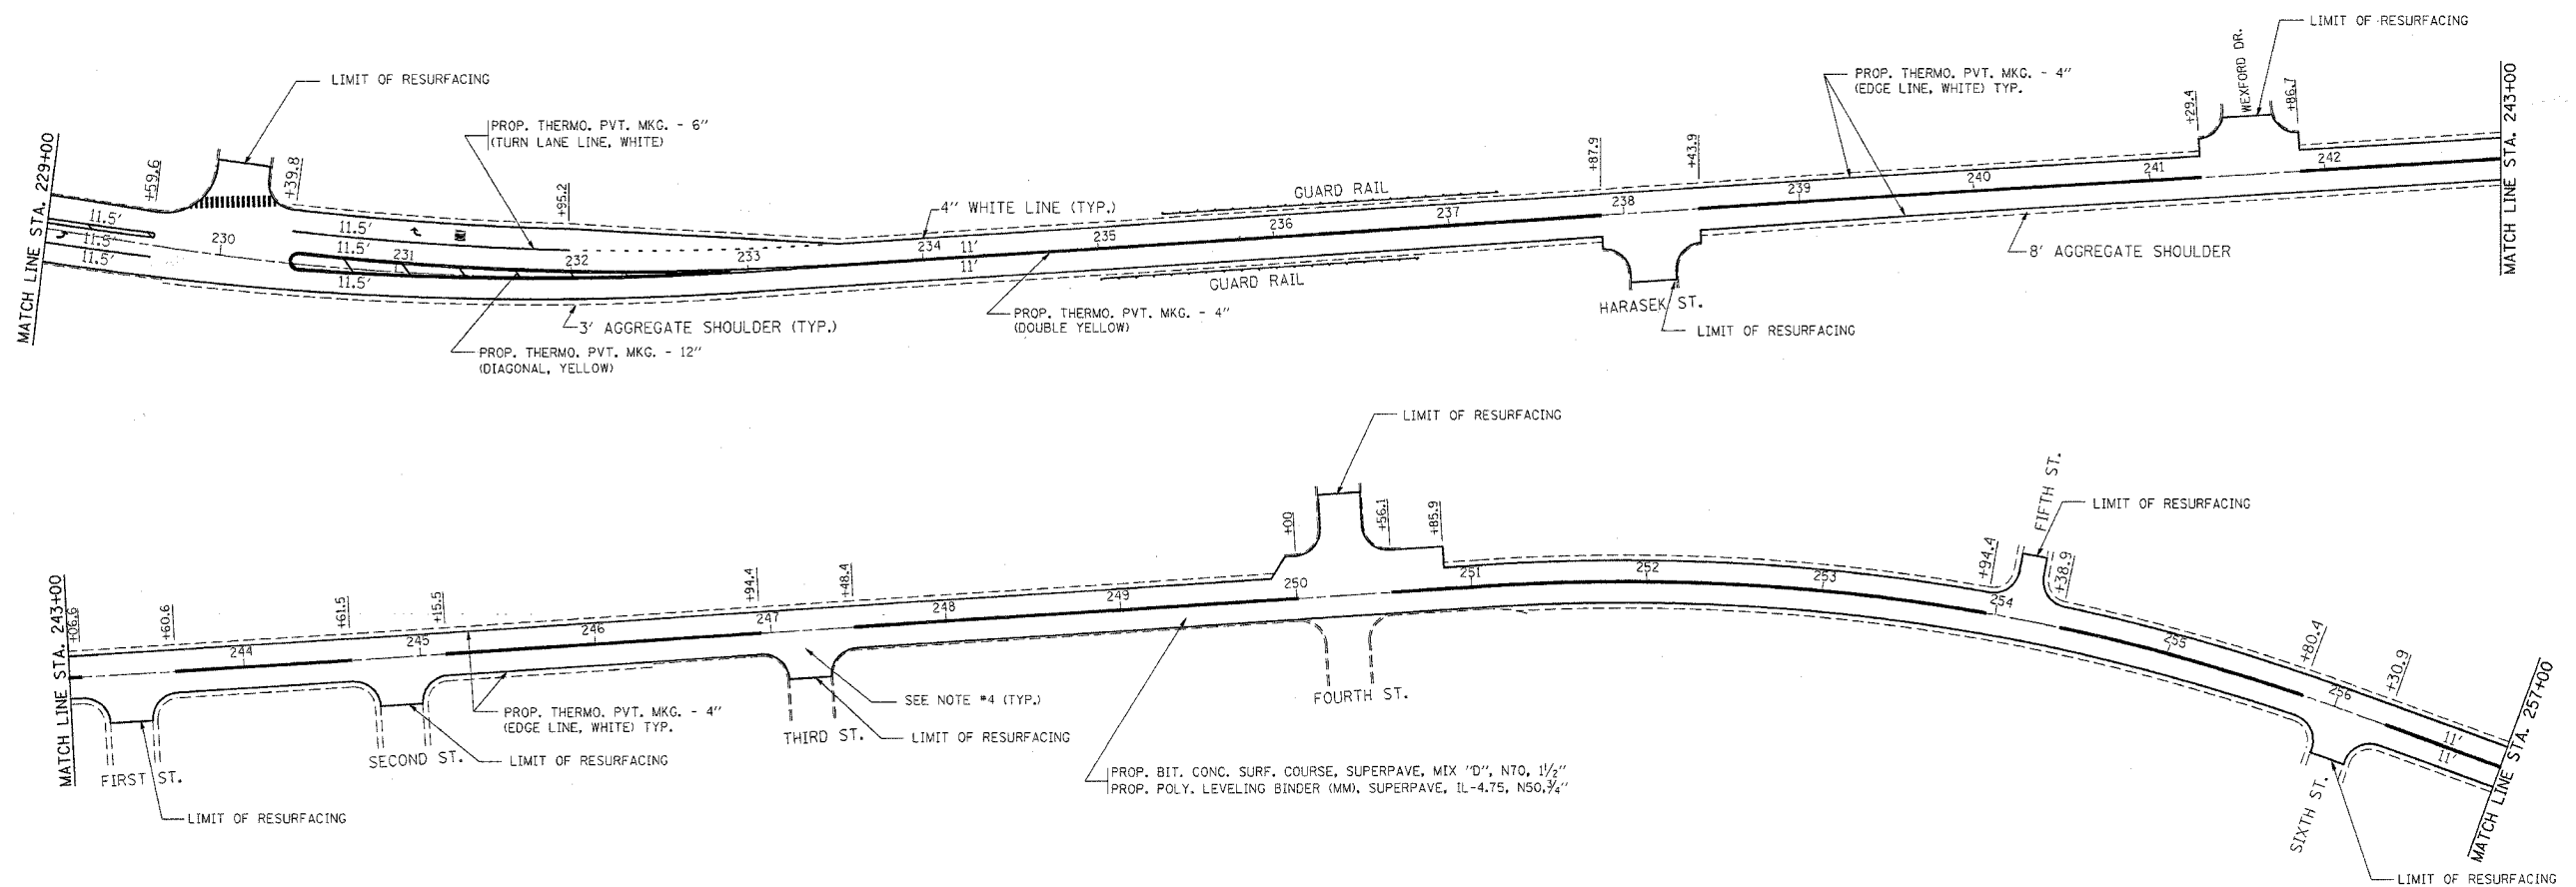 LIMIT OF RESURFACING
WEXFORD DR.
LIMIT OF RESURFACING
PROP. THERMO. PVT. MKG. - 4"
(EDGE LINE, WHITE) TYP.
PROP. THERMO. PVT. MKG. - 6"
(TURN LANE LINE, WHITE)
MATCH LINE STA. 229+00
+59.6
+39.8
+95.2
+87.9
+43.9
+29.4
+86.7
MATCH LINE STA. 243+00
GUARD RAIL
4" WHITE LINE (TYP.)
11.5'
11.5'
11.5'
11.5'
11.5'
11.5'
230
231
232
233
234
11'
11'
235
236
237
238
239
240
241
242
GUARD RAIL
8' AGGREGATE SHOULDER
HARASEK ST.
LIMIT OF RESURFACING
3' AGGREGATE SHOULDER (TYP.)
PROP. THERMO. PVT. MKG. - 4"
(DOUBLE YELLOW)
PROP. THERMO. PVT. MKG. - 12"
(DIAGONAL, YELLOW)
LIMIT OF RESURFACING
FIFTH ST.
LIMIT OF RESURFACING
MATCH LINE STA. 243+00
+06.6
+60.6
+61.5
+15.5
+94.4
+48.4
+00
+56.1
+85.9
+94.4
+38.9
+80.4
+30.9
244
245
246
247
248
249
250
251
252
253
254
255
256
11'
11'
MATCH LINE STA. 257+00
FIRST ST.
SECOND ST.
THIRD ST.
FOURTH ST.
SIXTH ST.
SEE NOTE #4 (TYP.)
PROP. THERMO. PVT. MKG. - 4"
(EDGE LINE, WHITE) TYP.
LIMIT OF RESURFACING
LIMIT OF RESURFACING
PROP. BIT. CONC. SURF. COURSE, SUPERPAVE, MIX "D", N70, 1½"
PROP. POLY. LEVELING BINDER (MM), SUPERPAVE, IL-4.75, N50,¾"
LIMIT OF RESURFACING
LIMIT OF RESURFACING